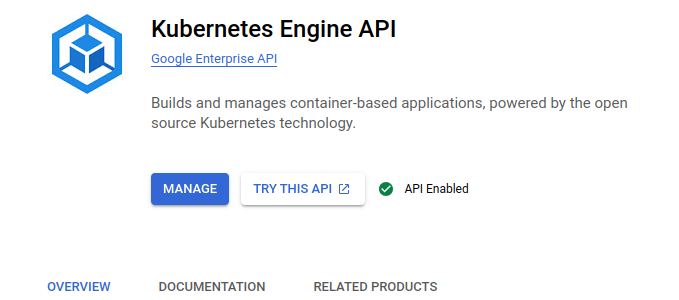 Kubernetes Engine API
Google Enterprise API
Builds and manages container-based applications, powered by the open
source Kubernetes technology.
MANAGE
TRY THIS API
API Enabled
OVERVIEW
DOCUMENTATION
RELATED PRODUCTS